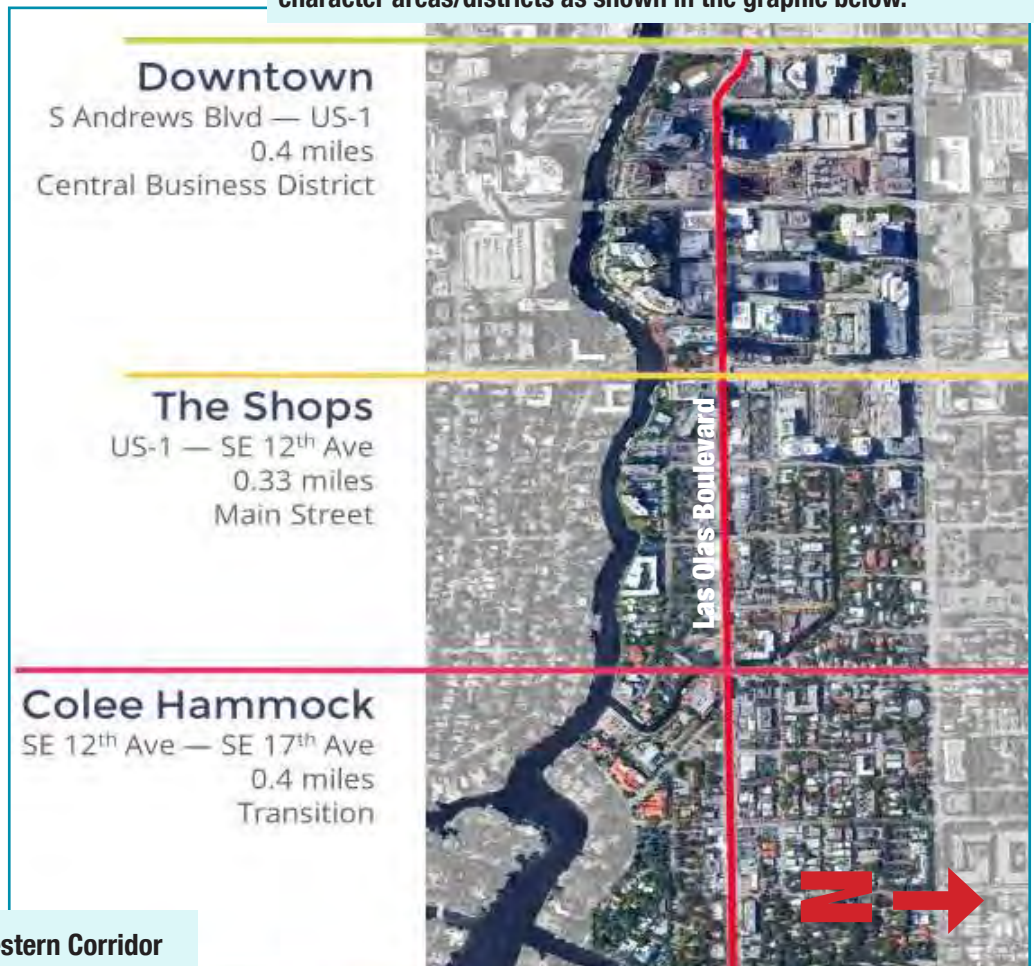 character areas/districts as shown in the graphic below.
Downtown
S Andrews Blvd — US-1
0.4 miles
Central Business District
The Shops
US-1 — SE 12th Ave
0.33 miles
Main Street
Las Olas Boulevard
Colee Hammock
SE 12th Ave — SE 17th Ave
0.4 miles
Transition
N
stern Corridor